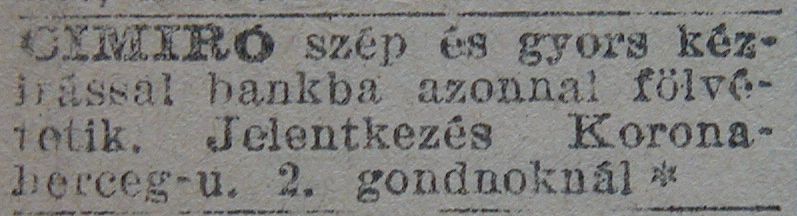 CIMIRÓ szép és gyors kéz-
írással bankba azonnal fölvé-
tetik. Jelentkezés Korona-
herceg-u. 2. gondnoknál *